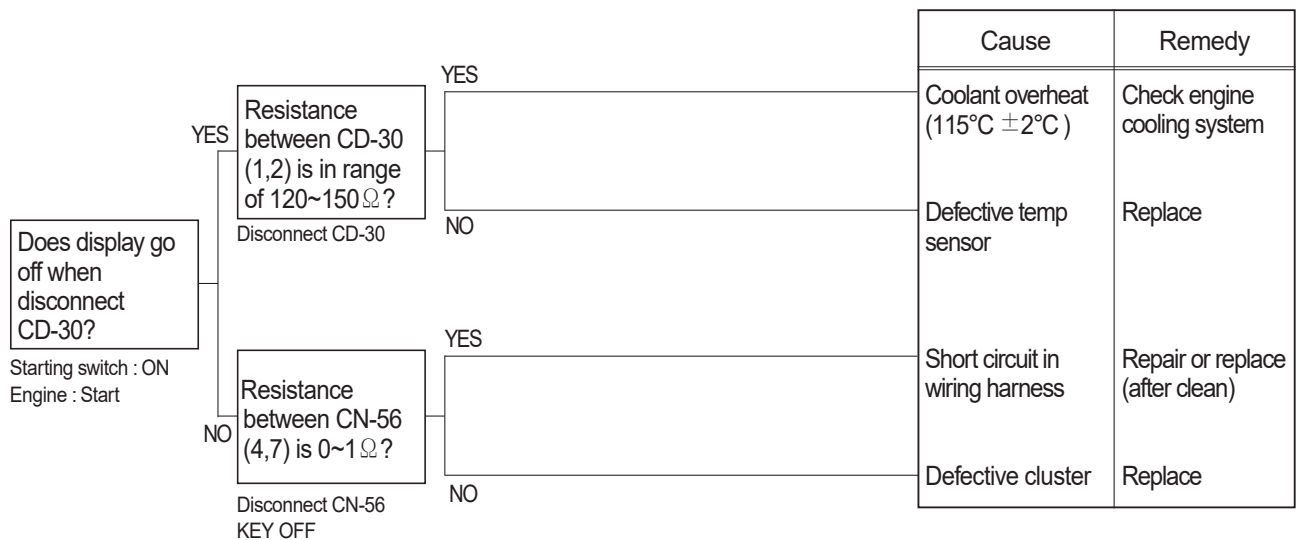 Does display go
off when
disconnect
CD-30?
Starting switch : ON
Engine : Start
YES
Resistance
between CD-30
(1,2) is in range
of 120~150Ω?
Disconnect CD-30
NO
Resistance
between CN-56
(4,7) is 0~1Ω?
Disconnect CN-56
KEY OFF
YES
NO
YES
NO
Cause
Remedy
Coolant overheat
(115°C ±2°C )
Check engine
cooling system
Defective temp
sensor
Replace
Short circuit in
wiring harness
Repair or replace
(after clean)
Defective cluster
Replace